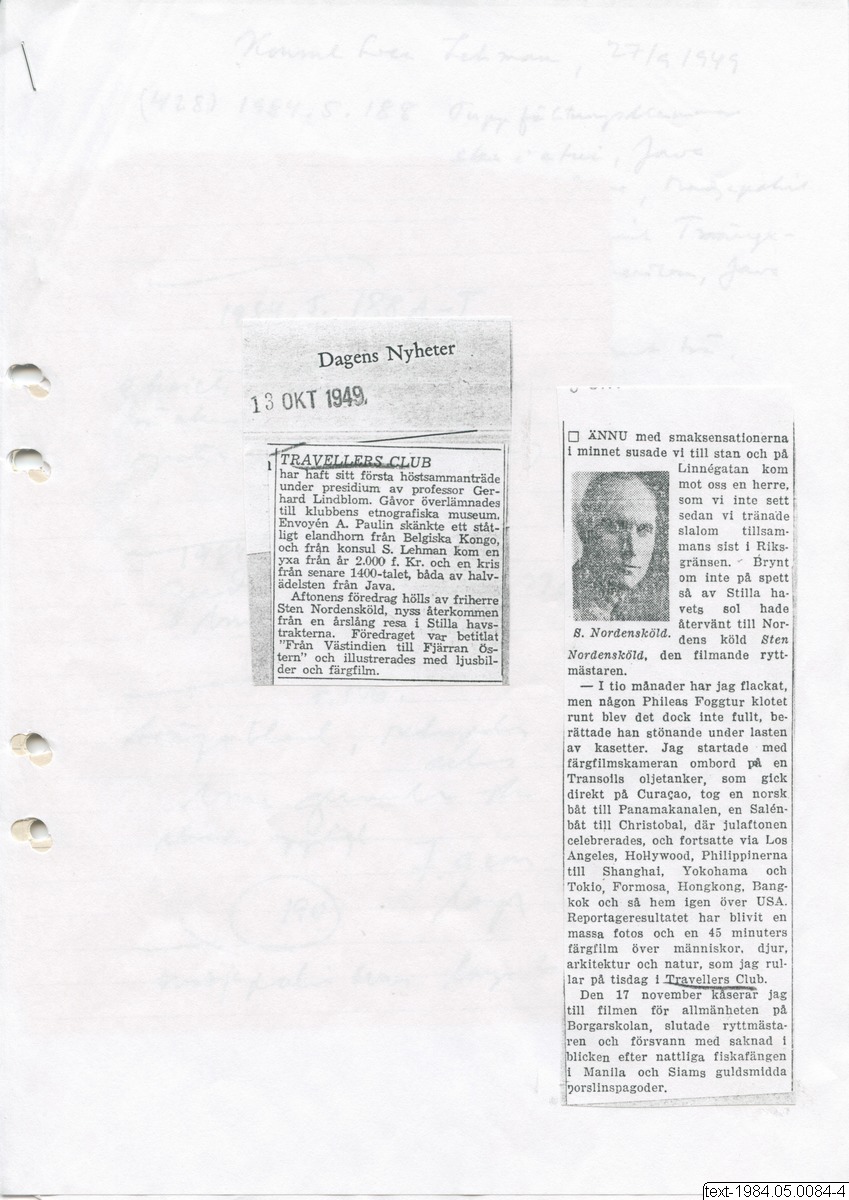 Konsul Sven Lehman, 27/9 1949
(428) 1984.5.188
Java
Java
Dagens Nyheter
13 OKT 1949
TRAVELLERS CLUB
har haft sitt första höstsammanträde
under presidium av professor Ger-
hard Lindblom. Gåvor överlämnades
till klubbens etnografiska museum.
Envoyén A. Paulin skänkte ett ståt-
ligt elandhorn från Belgiska Kongo,
och från konsul S. Lehman kom en
yxa från år 2.000 f. Kr. och en kris
från senare 1400-talet, båda av halv-
ädelsten från Java.
Aftonens föredrag hölls av friherre
Sten Nordensköld, nyss återkommen
från en årslång resa i Stilla havs-
trakterna. Föredraget var betitlat
"Från Västindien till Fjärran ös-
tern" och illustrerades med ljusbil-
der och färgfilm.
□ ÄNNU med smaksensationerna
i minnet susade vi till stan och på
Linnégatan kom
mot oss en herre,
som vi inte sett
sedan vi tränade
slalom tillsam-
mans sist i Riks-
gränsen. Brynt
om inte på spett
så av Stilla ha-
vets sol hade
återvänt till Nor-
S. Nordensköld.
dens köld Sten
Nordensköld, den filmande rytt-
mästaren.
— I tio månader har jag flackat,
men någon Phileas Foggtur klotet
runt blev det dock inte fullt, be-
rättade han stönande under lasten
av kasetter. Jag startade med
färgfilmskameran ombord på en
Transoils oljetanker, som gick
direkt på Curaçao, tog en norsk
båt till Panamakanalen, en Salén-
båt till Christobal, där julaftonen
celebrerades, och fortsatte via Los
Angeles, Hollywood, Philippinerna
till Shanghai, Yokohama och
Tokio, Formosa, Hongkong, Bang-
kok och så hem igen över USA.
Reportageresultatet har blivit en
massa fotos och en 45 minuters
färgfilm över människor, djur,
arkitektur och natur, som jag rul-
lar på tisdag i Travellers Club.
Den 17 november kåserar jag
till filmen för allmänheten på
Borgarskolan, slutade ryttmästa-
ren och försvann med saknad i
blicken efter nattliga fiskafängen
i Manila och Siams guldsmidda
porslinspagoder.
text-1984.05.0084-4